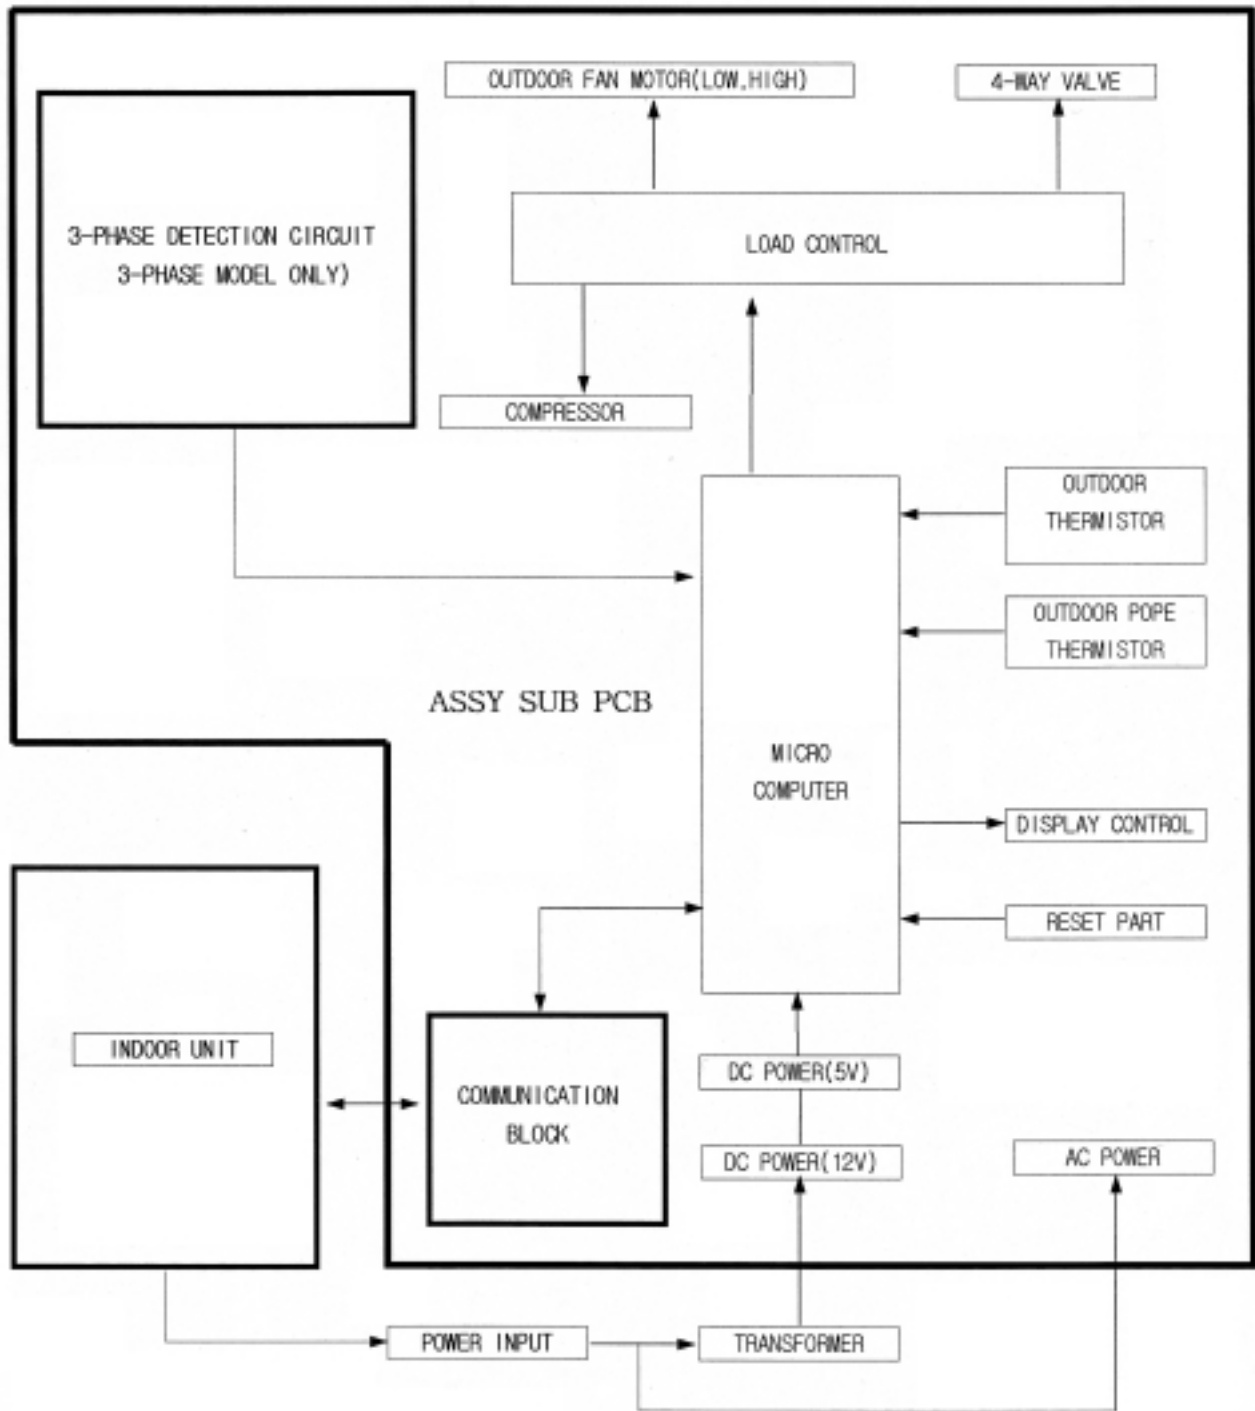 OUTDOOR FAN MOTOR(LOW,HIGH)
4-WAY VALVE
3-PHASE DETECTION CIRCUIT
3-PHASE MODEL ONLY)
LOAD CONTROL
COMPRESSOR
OUTDOOR
THERMISTOR
OUTDOOR POPE
THERMISTOR
ASSY SUB PCB
MICRO
COMPUTER
DISPLAY CONTROL
RESET PART
INDOOR UNIT
COMMUNICATION
BLOCK
DC POWER(5V)
DC POWER(12V)
AC POWER
POWER INPUT
TRANSFORMER